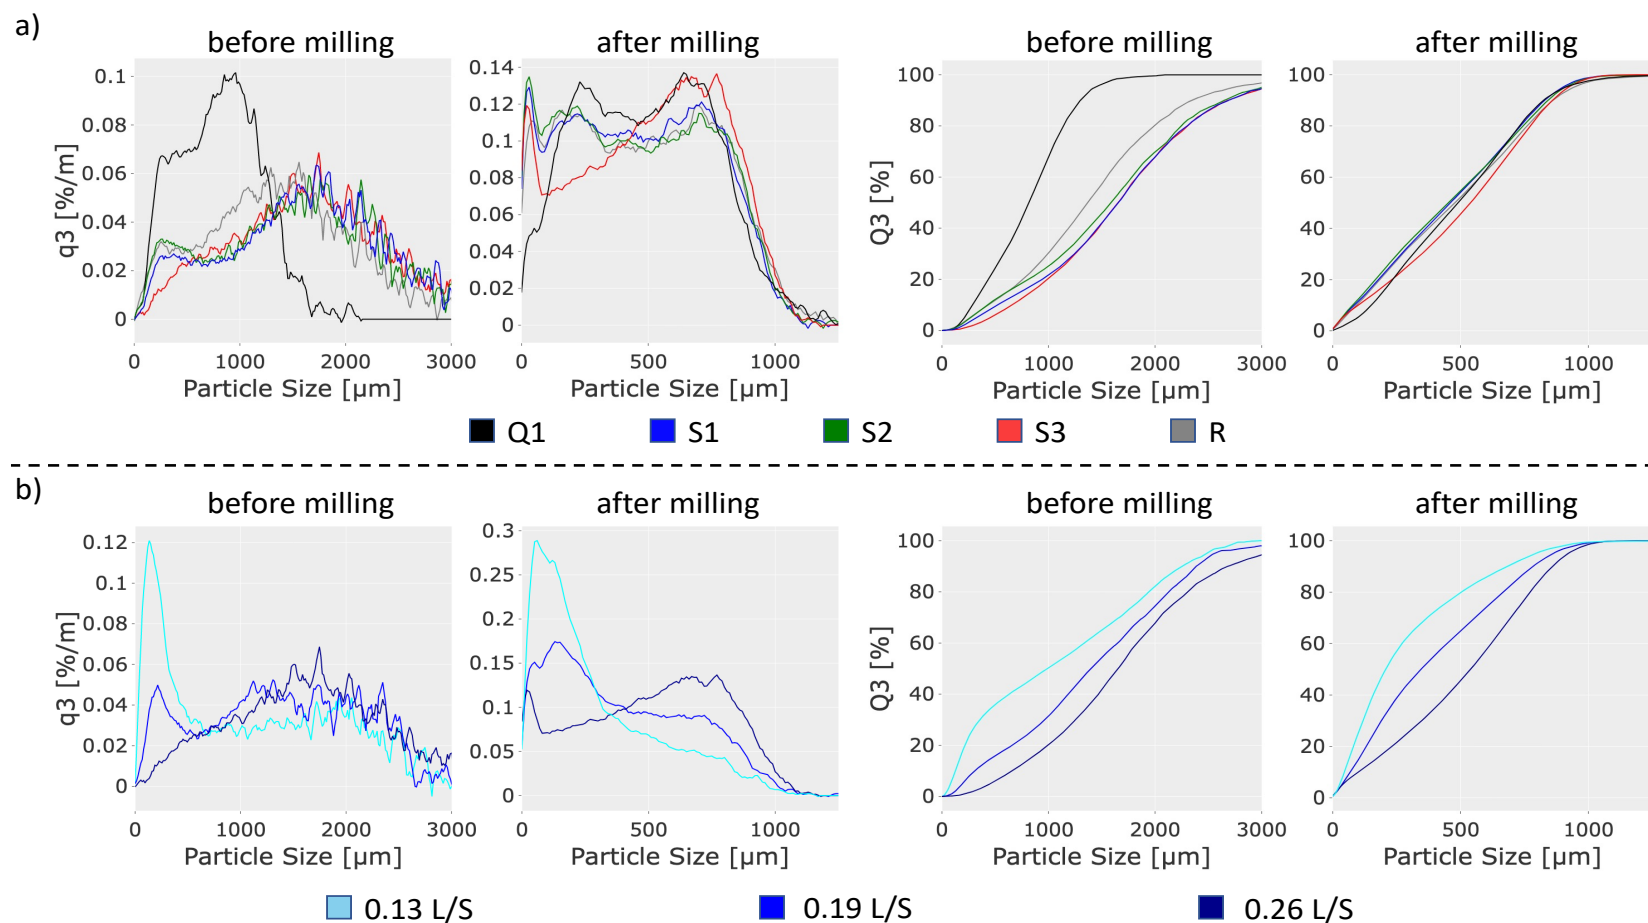 a)
before milling
after milling
before milling
after milling
0.1
0.08
0.06
0.04
0.02
0
q3 [%/m]
0 1000 2000 3000
Particle Size [µm]
0.14
0.12
0.1
0.08
0.06
0.04
0.02
0
0 500 1000
Particle Size [µm]
100
80
60
40
20
0
Q3 [%]
0 1000 2000 3000
Particle Size [µm]
100
80
60
40
20
0
0 500 1000
Particle Size [µm]
Q1 S1 S2 S3 R
b)
before milling
after milling
before milling
after milling
0.12
0.1
0.08
0.06
0.04
0.02
0
q3 [%/m]
0 1000 2000 3000
Particle Size [µm]
0.3
0.25
0.2
0.15
0.1
0.05
0
0 500 1000
Particle Size [µm]
100
80
60
40
20
0
Q3 [%]
0 1000 2000 3000
Particle Size [µm]
100
80
60
40
20
0
0 500 1000
Particle Size [µm]
0.13 L/S 0.19 L/S 0.26 L/S